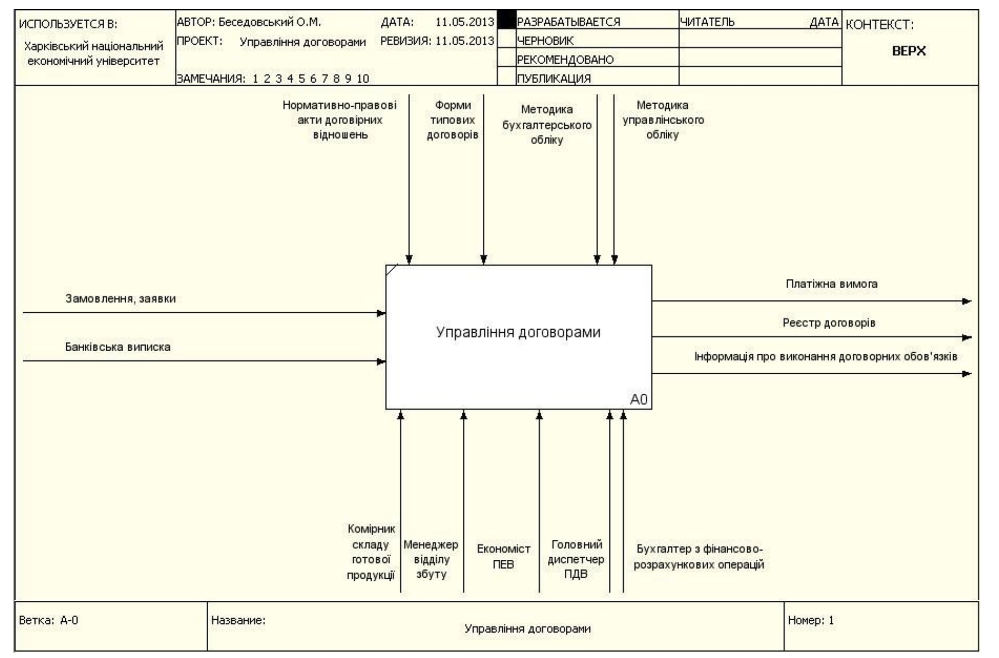 ИСПОЛЬЗУЕТСЯ В:
Харківський національний
економічний університет
АВТОР: Беседовський О.М.
ДАТА: 11.05.2013
ПРОЕКТ: Управління договорами
РЕВИЗИЯ: 11.05.2013
ЗАМЕЧАНИЯ: 1 2 3 4 5 6 7 8 9 10
РАЗРАБАТЫВАЕТСЯ
ЧЕРНОВИК
РЕКОМЕНДОВАНО
ПУБЛИКАЦИЯ
ЧИТАТЕЛЬ
ДАТА
КОНТЕКСТ:
ВЕРХ
Нормативно-правові
акти договірних
відношень
Форми
типових
договорів
Методика
бухгалтерського
обліку
Методика
управлінського
обліку
Замовлення, заявки
Банківська виписка
Управління договорами
A0
Платіжна вимога
Реєстр договорів
Інформація про виконання договорних обов'язків
Комірник
складу
готової
продукції
Менеджер
відділу
збуту
Економіст
ПЕВ
Головний
диспетчер
ПДВ
Бухгалтер з фінансово-
розрахункових операцій
Ветка: A-0
Название:
Управління договорами
Номер: 1